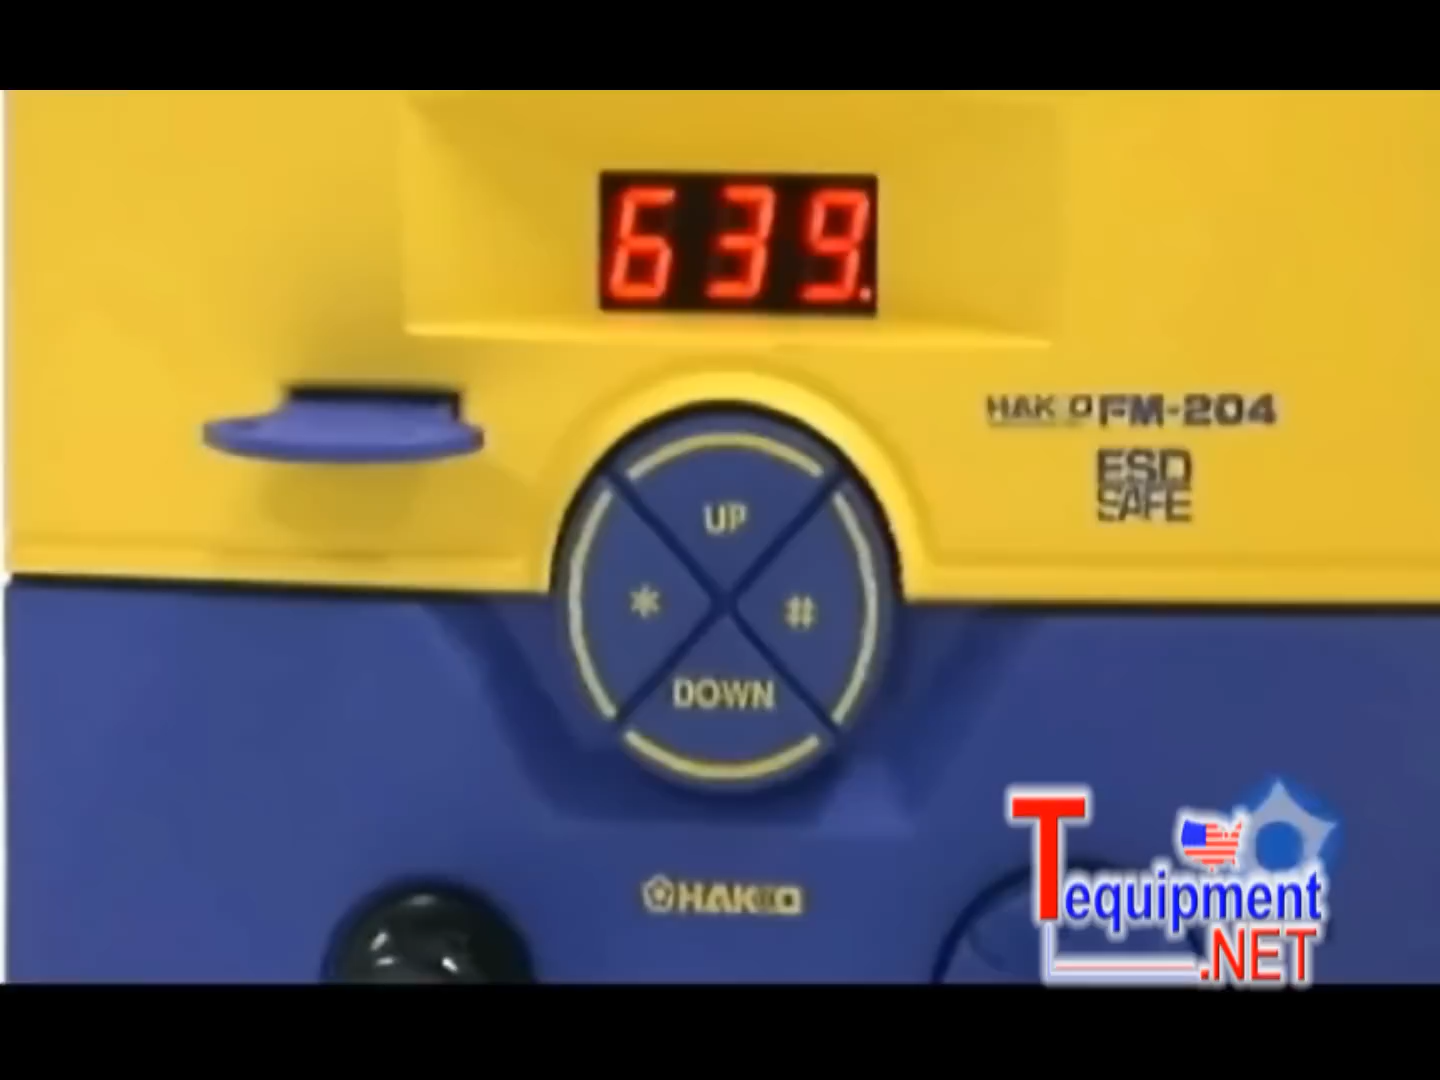 639.
HAKKO FM-204
ESD
SAFE
UP
* #
DOWN
HAKKO
Tequipment
.NET